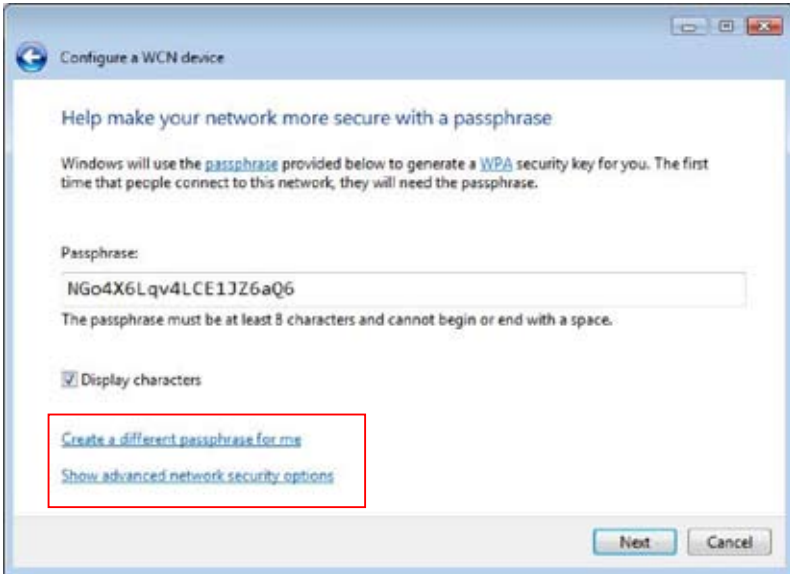 Configure a WCN device
Help make your network more secure with a passphrase
Windows will use the passphrase provided below to generate a WPA security key for you. The first
time that people connect to this network, they will need the passphrase.
Passphrase:
NGo4X6Lqv4LCE1JZ6aQ6
The passphrase must be at least 8 characters and cannot begin or end with a space.
Display characters
Create a different passphrase for me
Show advanced network security options
Next Cancel